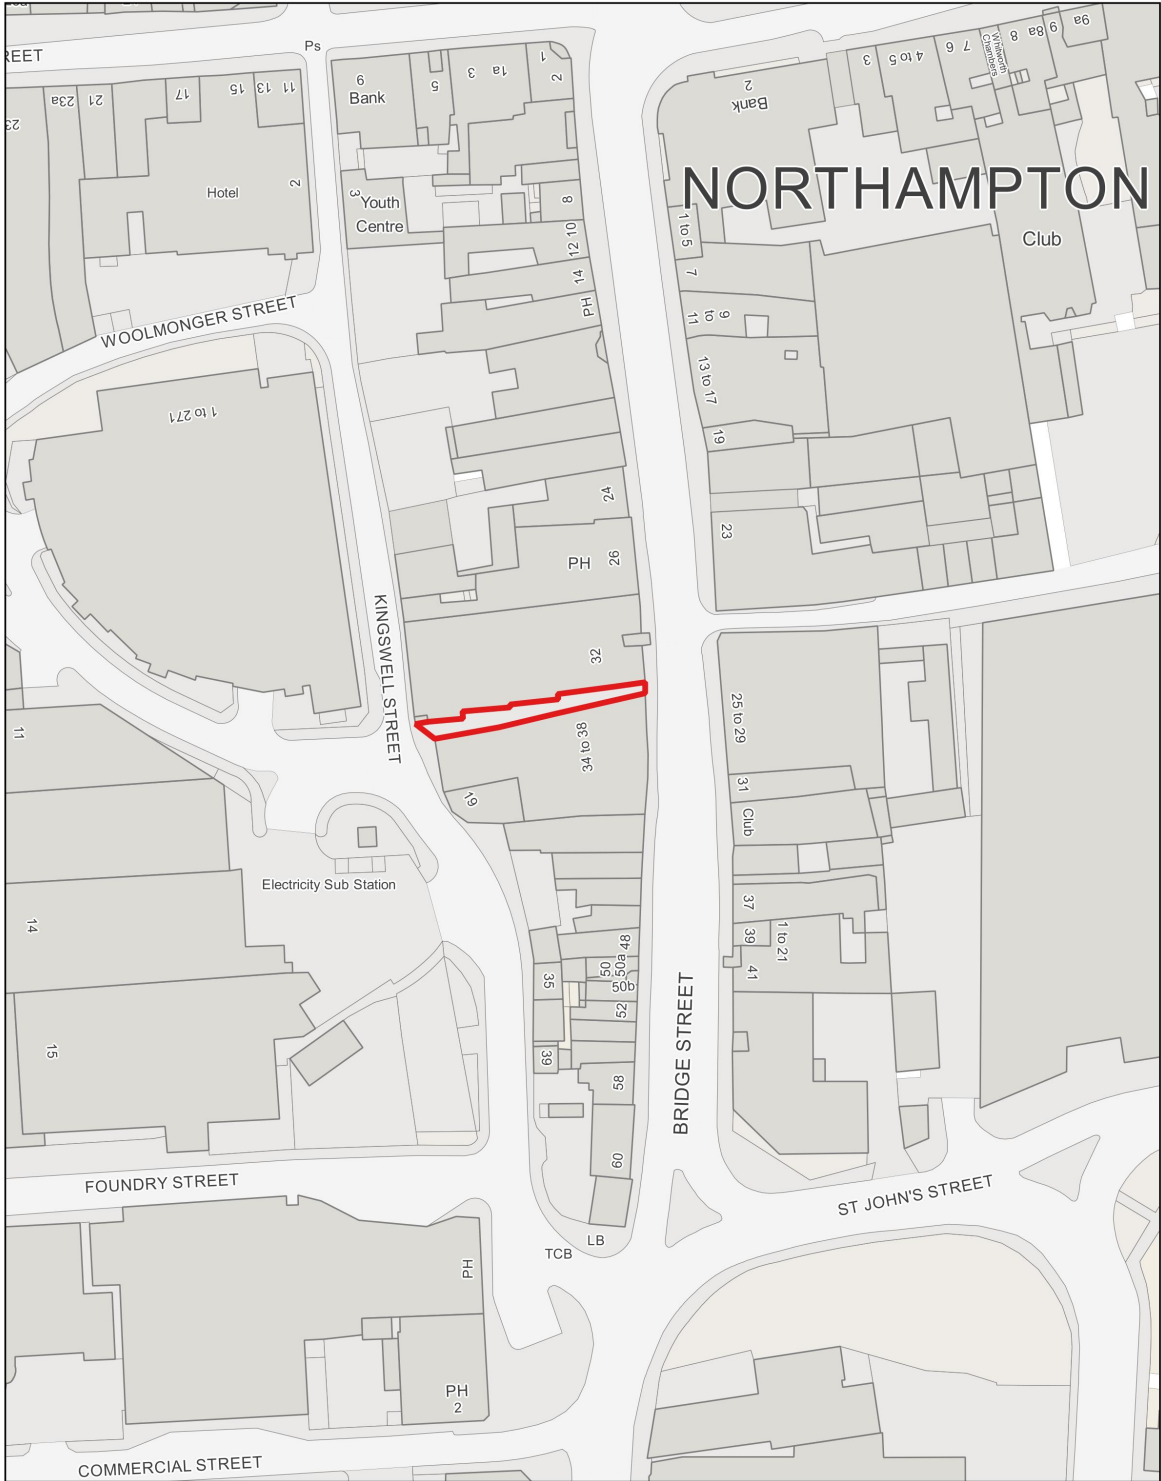 REET
Ps
9
Bank
5
3
1a
1
2
2
Bank
3
4 to 5
6
7
Whitworth
Chambers
8
8a
9
9a
23a
21
17
15
13
11
Hotel
2
3
Youth
Centre
8
10
12
14
PH
NORTHAMPTON
Club
1 to 5
7
9
to
11
13 to 17
19
23
WOOLMONGER STREET
1 to 271
24
PH
26
32
KINGSWELL STREET
34 to 38
19
25 to 29
31
Club
37
39
1 to 21
41
11
14
15
Electricity Sub Station
48
50
50a
50b
52
35
39
58
60
BRIDGE STREET
FOUNDRY STREET
ST JOHN'S STREET
LB
TCB
PH
PH
2
COMMERCIAL STREET